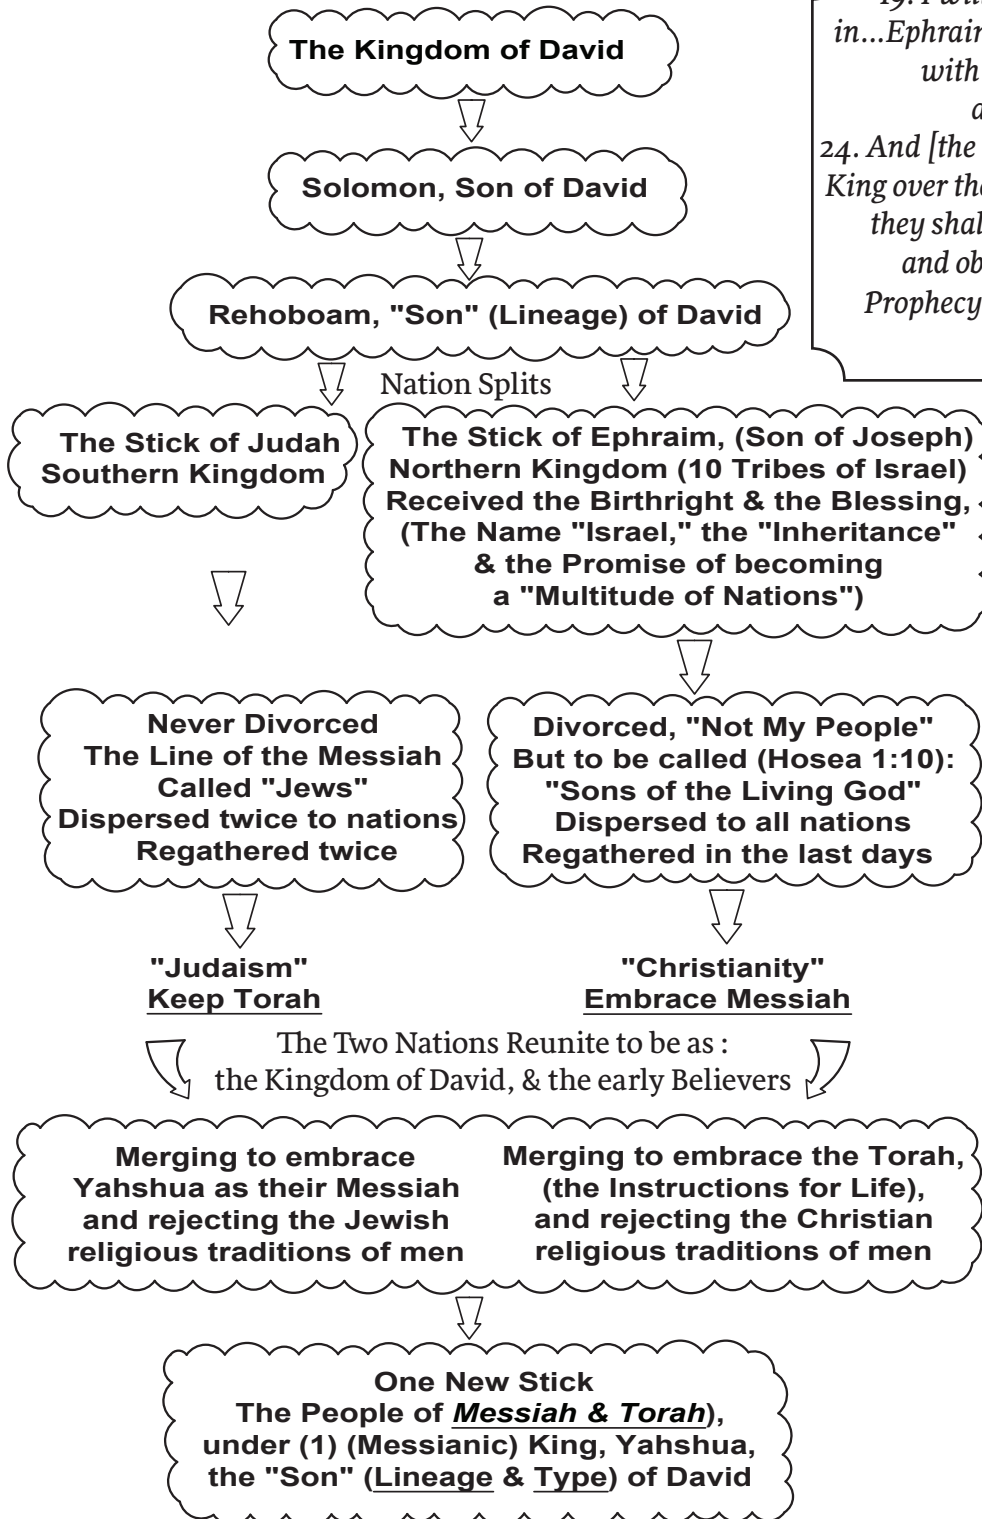 The Kingdom of David
Solomon, Son of David
Rehoboam, "Son" (Lineage) of David
19. I will
in...Ephraim
with
24. And [the
King over the
they shal
and ob
Prophecy
Nation Splits
The Stick of Judah
Southern Kingdom
The Stick of Ephraim, (Son of Joseph)
Northern Kingdom (10 Tribes of Israel)
Received the Birthright & the Blessing,
(The Name "Israel," the "Inheritance"
& the Promise of becoming
a "Multitude of Nations")
Never Divorced
The Line of the Messiah
Called "Jews"
Dispersed twice to nations
Regathered twice
Divorced, "Not My People"
But to be called (Hosea 1:10):
"Sons of the Living God"
Dispersed to all nations
Regathered in the last days
"Judaism"
Keep Torah
"Christianity"
Embrace Messiah
The Two Nations Reunite to be as :
the Kingdom of David, & the early Believers
Merging to embrace
Yahshua as their Messiah
and rejecting the Jewish
religious traditions of men
Merging to embrace the Torah,
(the Instructions for Life),
and rejecting the Christian
religious traditions of men
One New Stick
The People of Messiah & Torah),
under (1) (Messianic) King, Yahshua,
the "Son" (Lineage & Type) of David